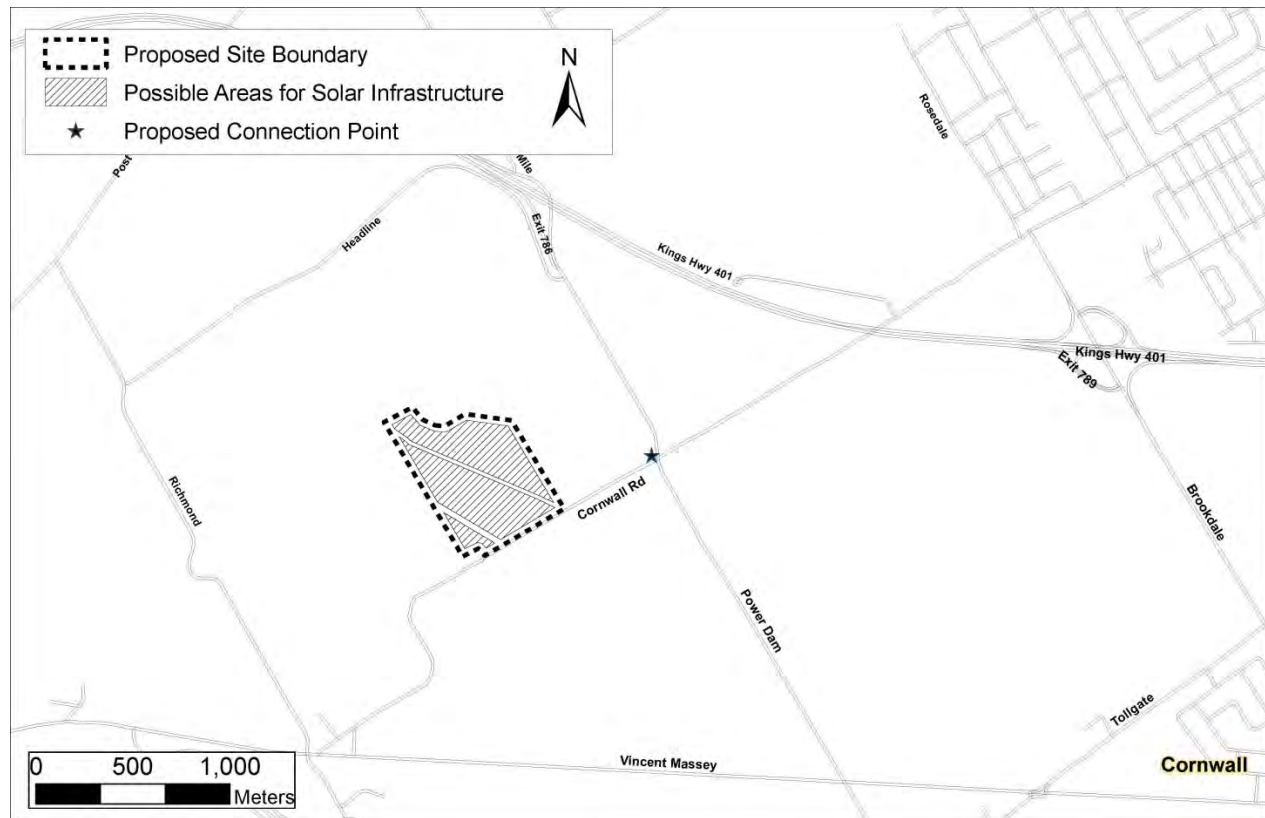 Proposed Site Boundary
Possible Areas for Solar Infrastructure
Proposed Connection Point
N
Post
Mile
Rosedale
Headline
Exit 786
Kings Hwy 401
Kings Hwy 401
Exit 789
Richmond
Cornwall Rd
Brookdale
Power Dam
Tollgate
Vincent Massey
Cornwall
0 500 1,000
Meters